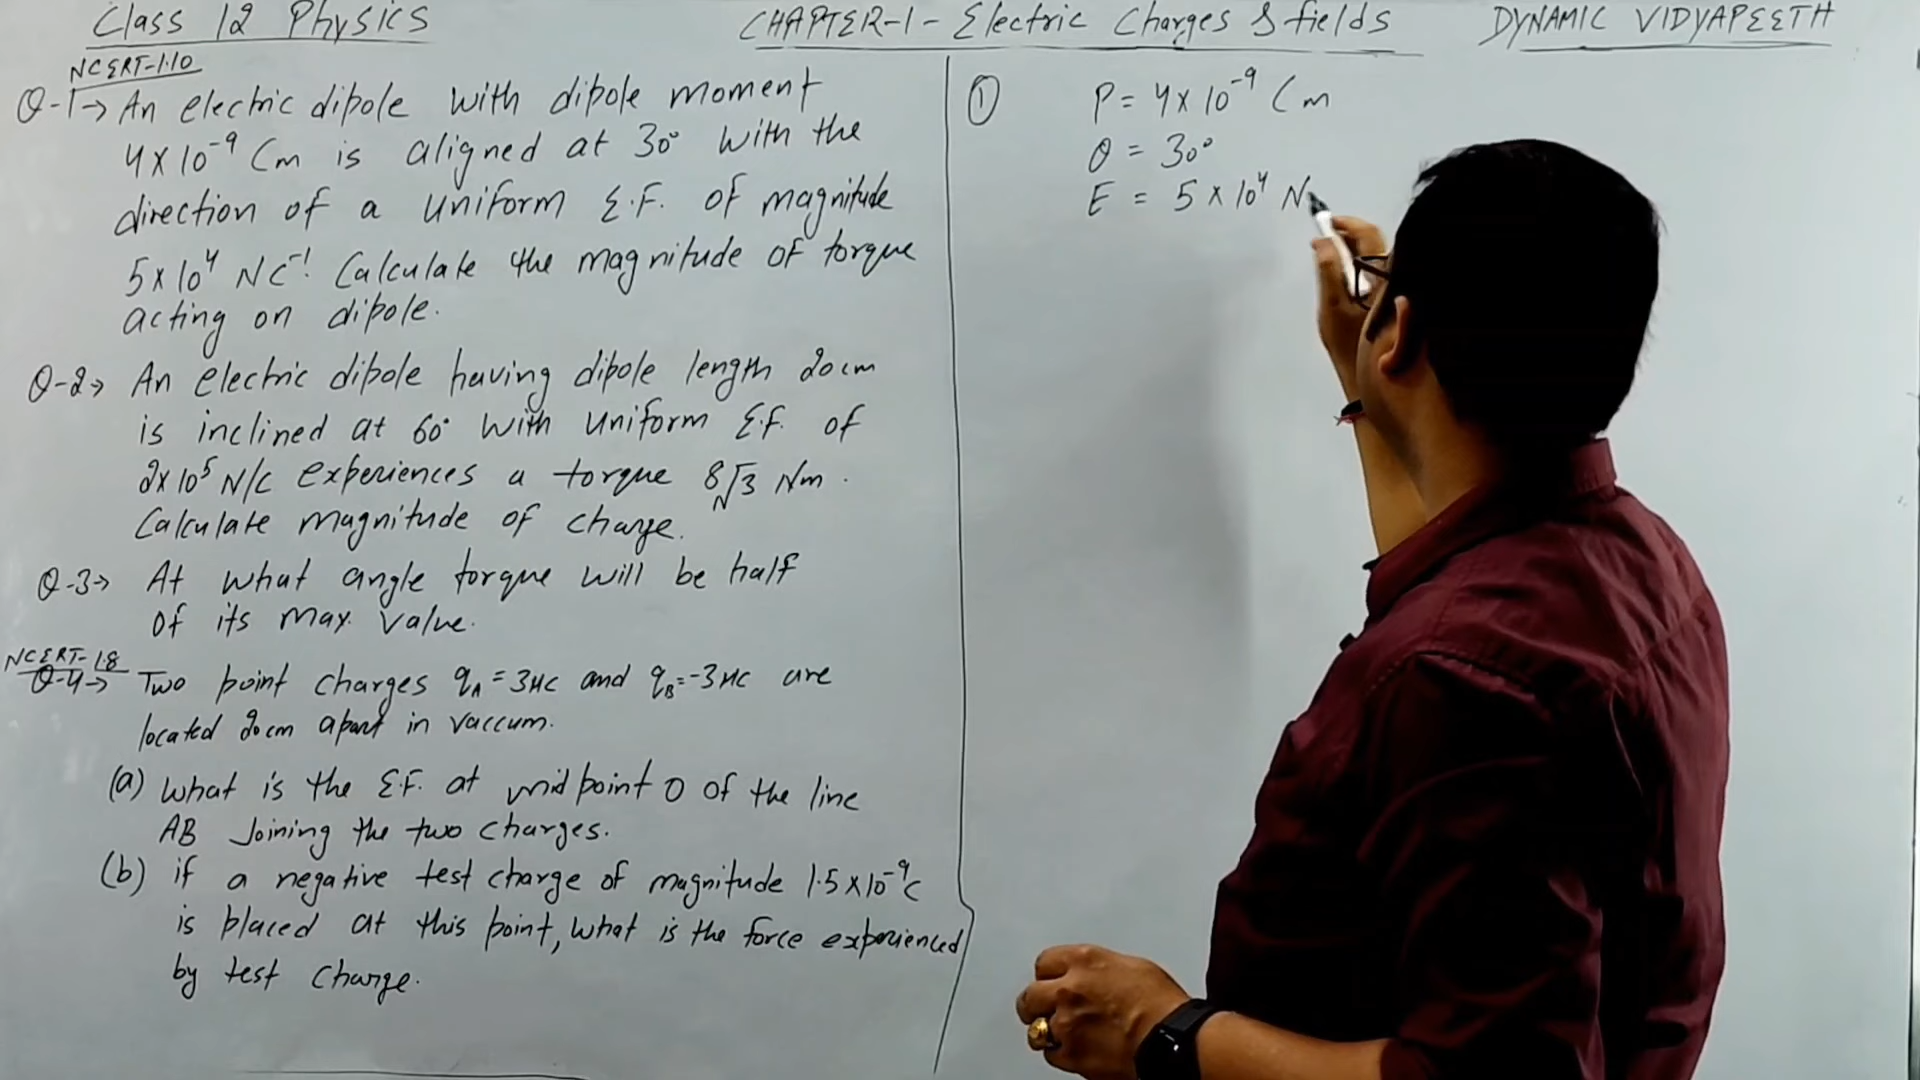 Class 12 Physics
CHAPTER-1- Electric Charges & fields
DYNAMIC VIDYAPEETH
NCERT-1.10
Q-1→ An electric dipole with dipole moment
4×10⁻⁹ Cm is aligned at 30° with the
direction of a uniform E.F. of magnitude
5×10⁴ NC⁻¹. Calculate the magnitude of torque
acting on dipole.
Q-2→ An electric dipole having dipole length 20cm
is inclined at 60° with uniform E.F. of
2×10⁵ N/C experiences a torque 8√3 Nm.
Calculate magnitude of charge.
Q-3→ At what angle torque will be half
of its max. value.
NCERT-1.8
Q-4→ Two point charges qA = 3μC and qB = -3μC are
located 20cm apart in vaccum.
(a) What is the E.F. at midpoint O of the line
AB Joining the two charges.
(b) if a negative test charge of magnitude 1.5×10⁻⁹C
is placed at this point, what is the force experienced
by test charge.
① P = 4×10⁻⁹ Cm
θ = 30°
E = 5×10⁴ N